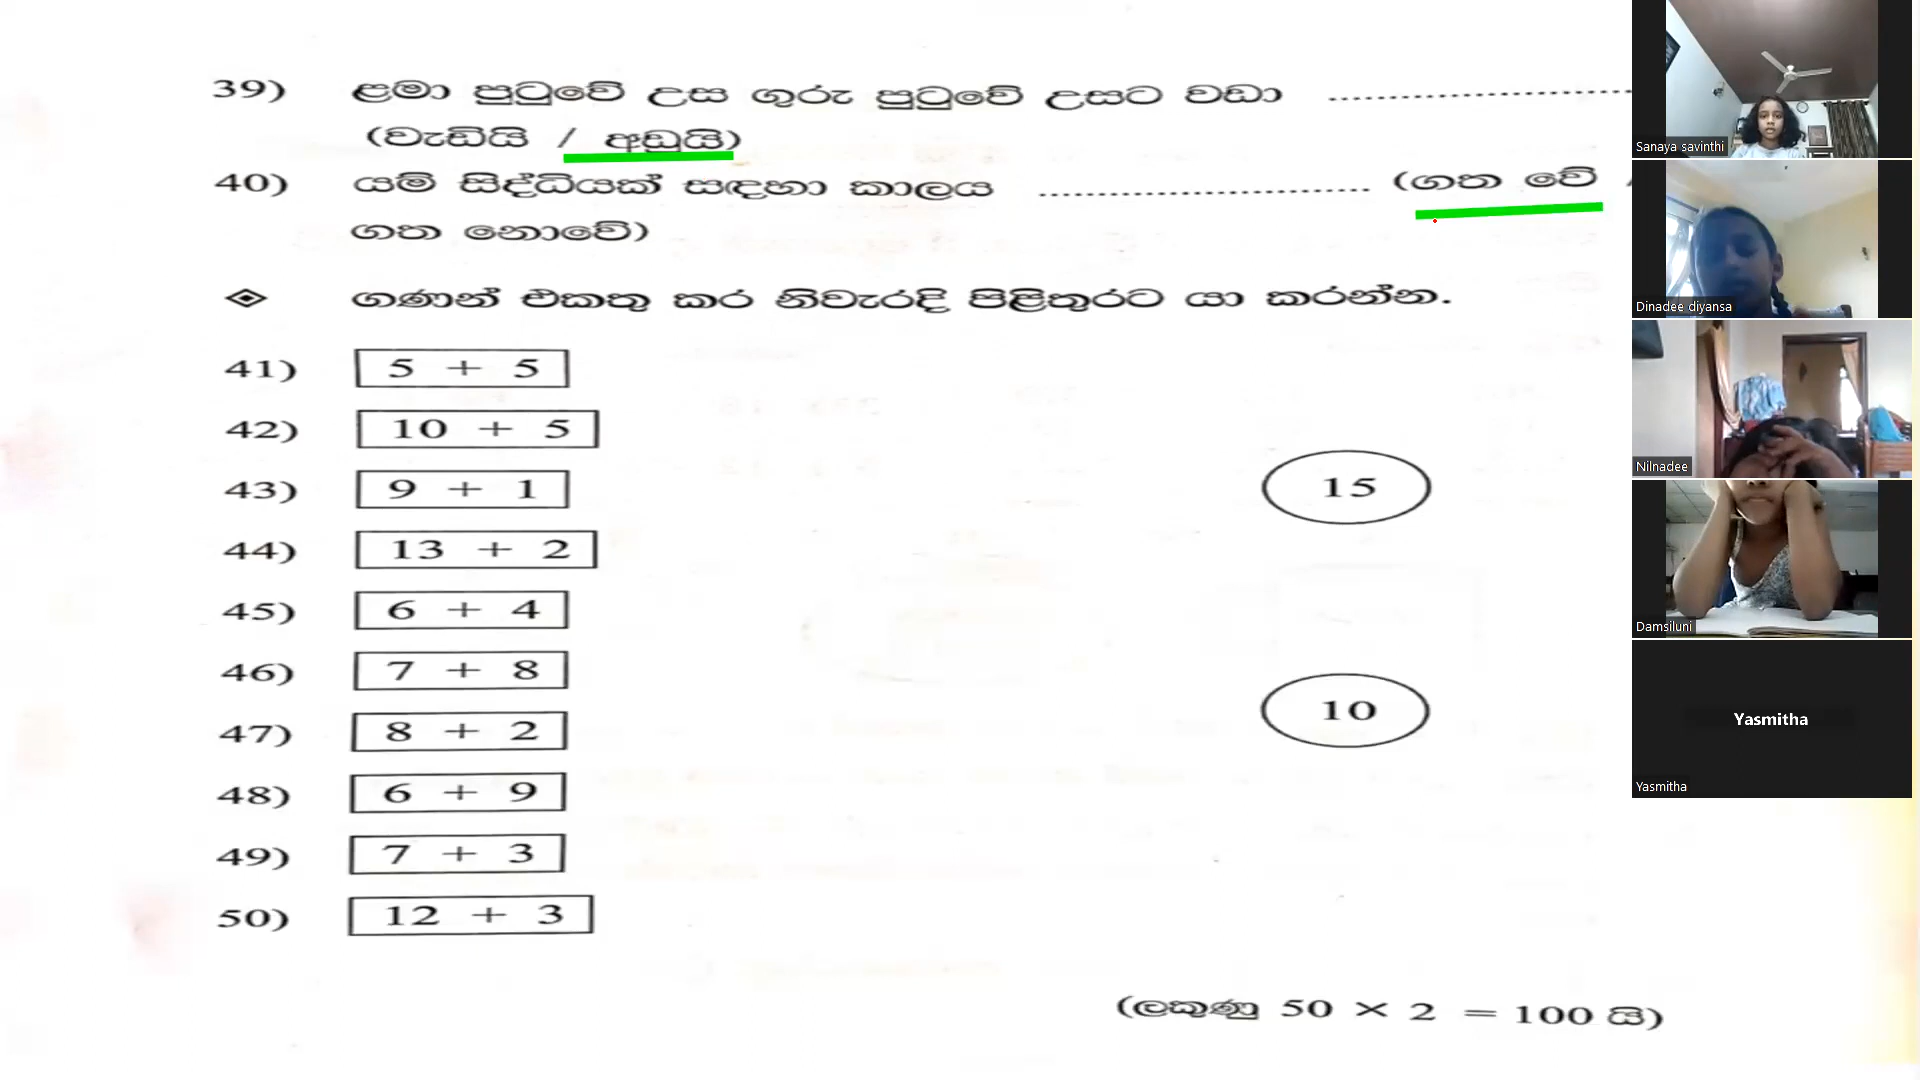 39) ළමා පුටුවේ උස ගුරු පුටුවේ උසට වඩා ................................
(වැඩියි / අඩුයි)
40) යම් සිද්ධියක් සඳහා කාලය ................................ (ගත වේ /
ගත නොවේ)
ගණන් එකතු කර නිවැරදි පිළිතුරට යා කරන්න.
41) 5 + 5
42) 10 + 5
43) 9 + 1
15
44) 13 + 2
45) 6 + 4
46) 7 + 8
10
47) 8 + 2
48) 6 + 9
49) 7 + 3
50) 12 + 3
(ලකුණු 50 × 2 = 100 යි)
Sanaya savinthi
Dinadee diyansa
Nilnadee
Damsiluni
Yasmitha
Yasmitha